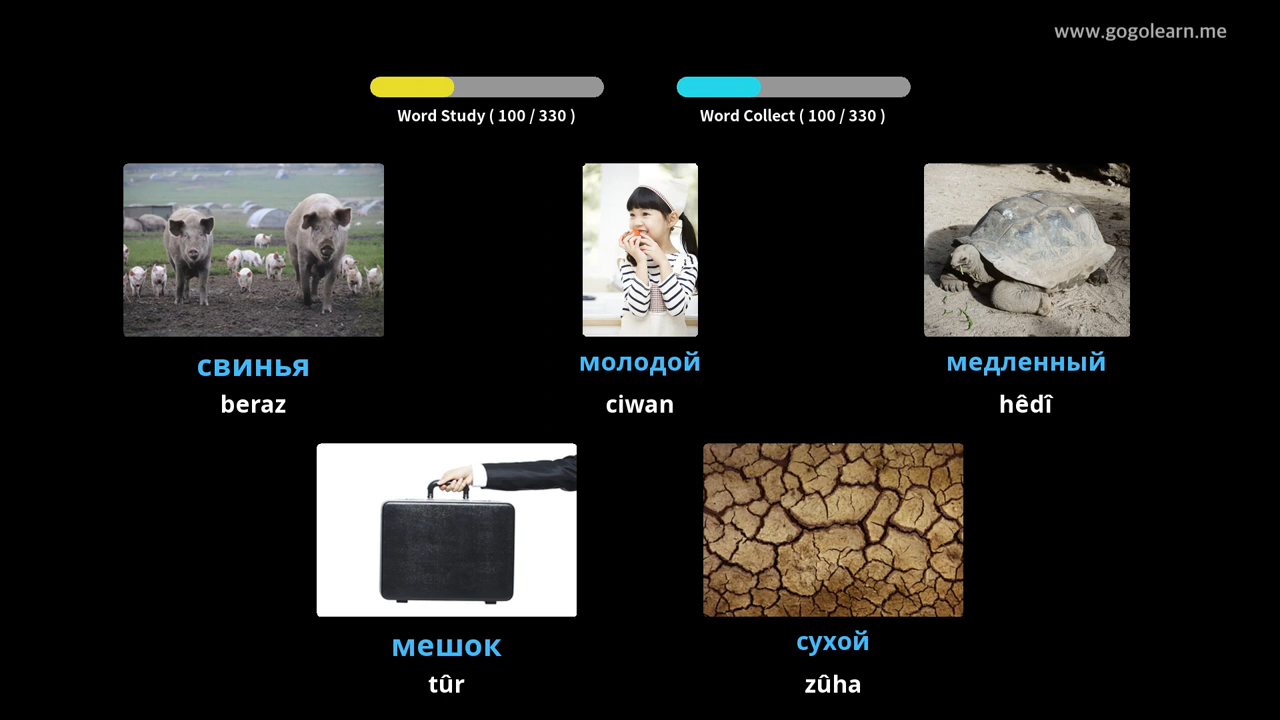 www.gogolearn.me
Word Study ( 100 / 330 )
Word Collect ( 100 / 330 )
свинья
beraz
молодой
ciwan
медленный
hêdî
мешок
tûr
сухой
zûha